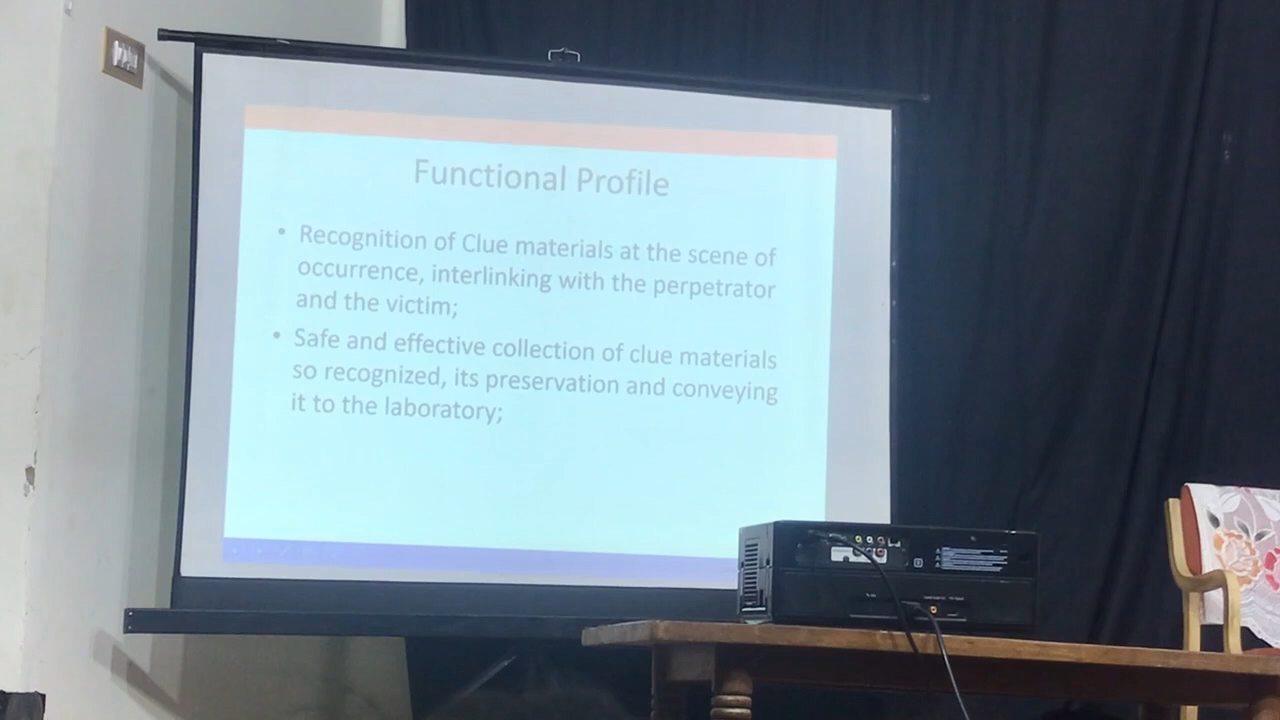 Functional Profile
• Recognition of Clue materials at the scene of
occurrence, interlinking with the perpetrator
and the victim;
• Safe and effective collection of clue materials
so recognized, its preservation and conveying
it to the laboratory;